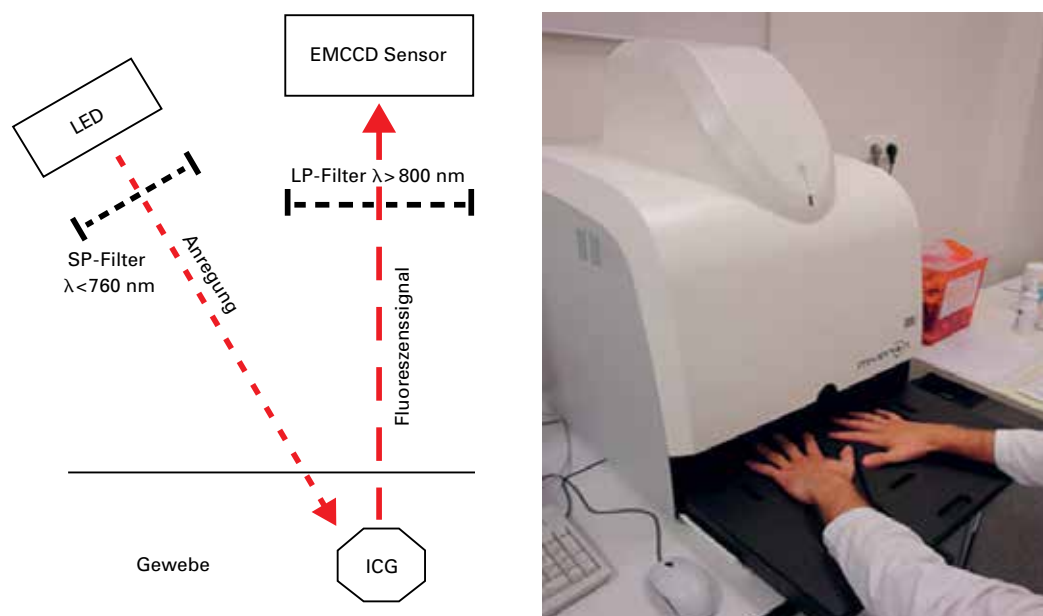 EMCCD Sensor
LED
LP-Filter λ>800 nm
SP-Filter
λ<760 nm
Anregung
Fluoreszenssignal
Gewebe
ICG